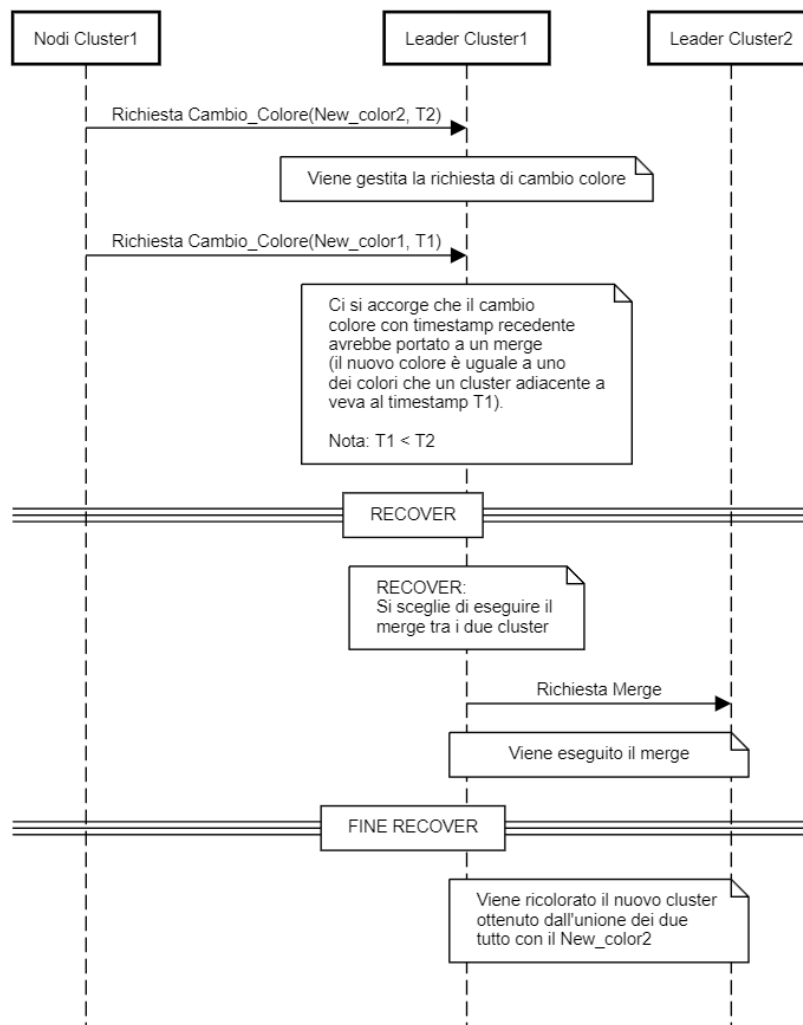 Nodi Cluster1
Leader Cluster1
Leader Cluster2
Richiesta Cambio_Colore(New_color2, T2)
Viene gestita la richiesta di cambio colore
Richiesta Cambio_Colore(New_color1, T1)
Ci si accorge che il cambio
colore con timestamp recedente
avrebbe portato a un merge
(il nuovo colore è uguale a uno
dei colori che un cluster adiacente a
veva al timestamp T1).
Nota: T1 < T2
RECOVER
RECOVER:
Si sceglie di eseguire il
merge tra i due cluster
Richiesta Merge
Viene eseguito il merge
FINE RECOVER
Viene ricolorato il nuovo cluster
ottenuto dall'unione dei due
tutto con il New_color2